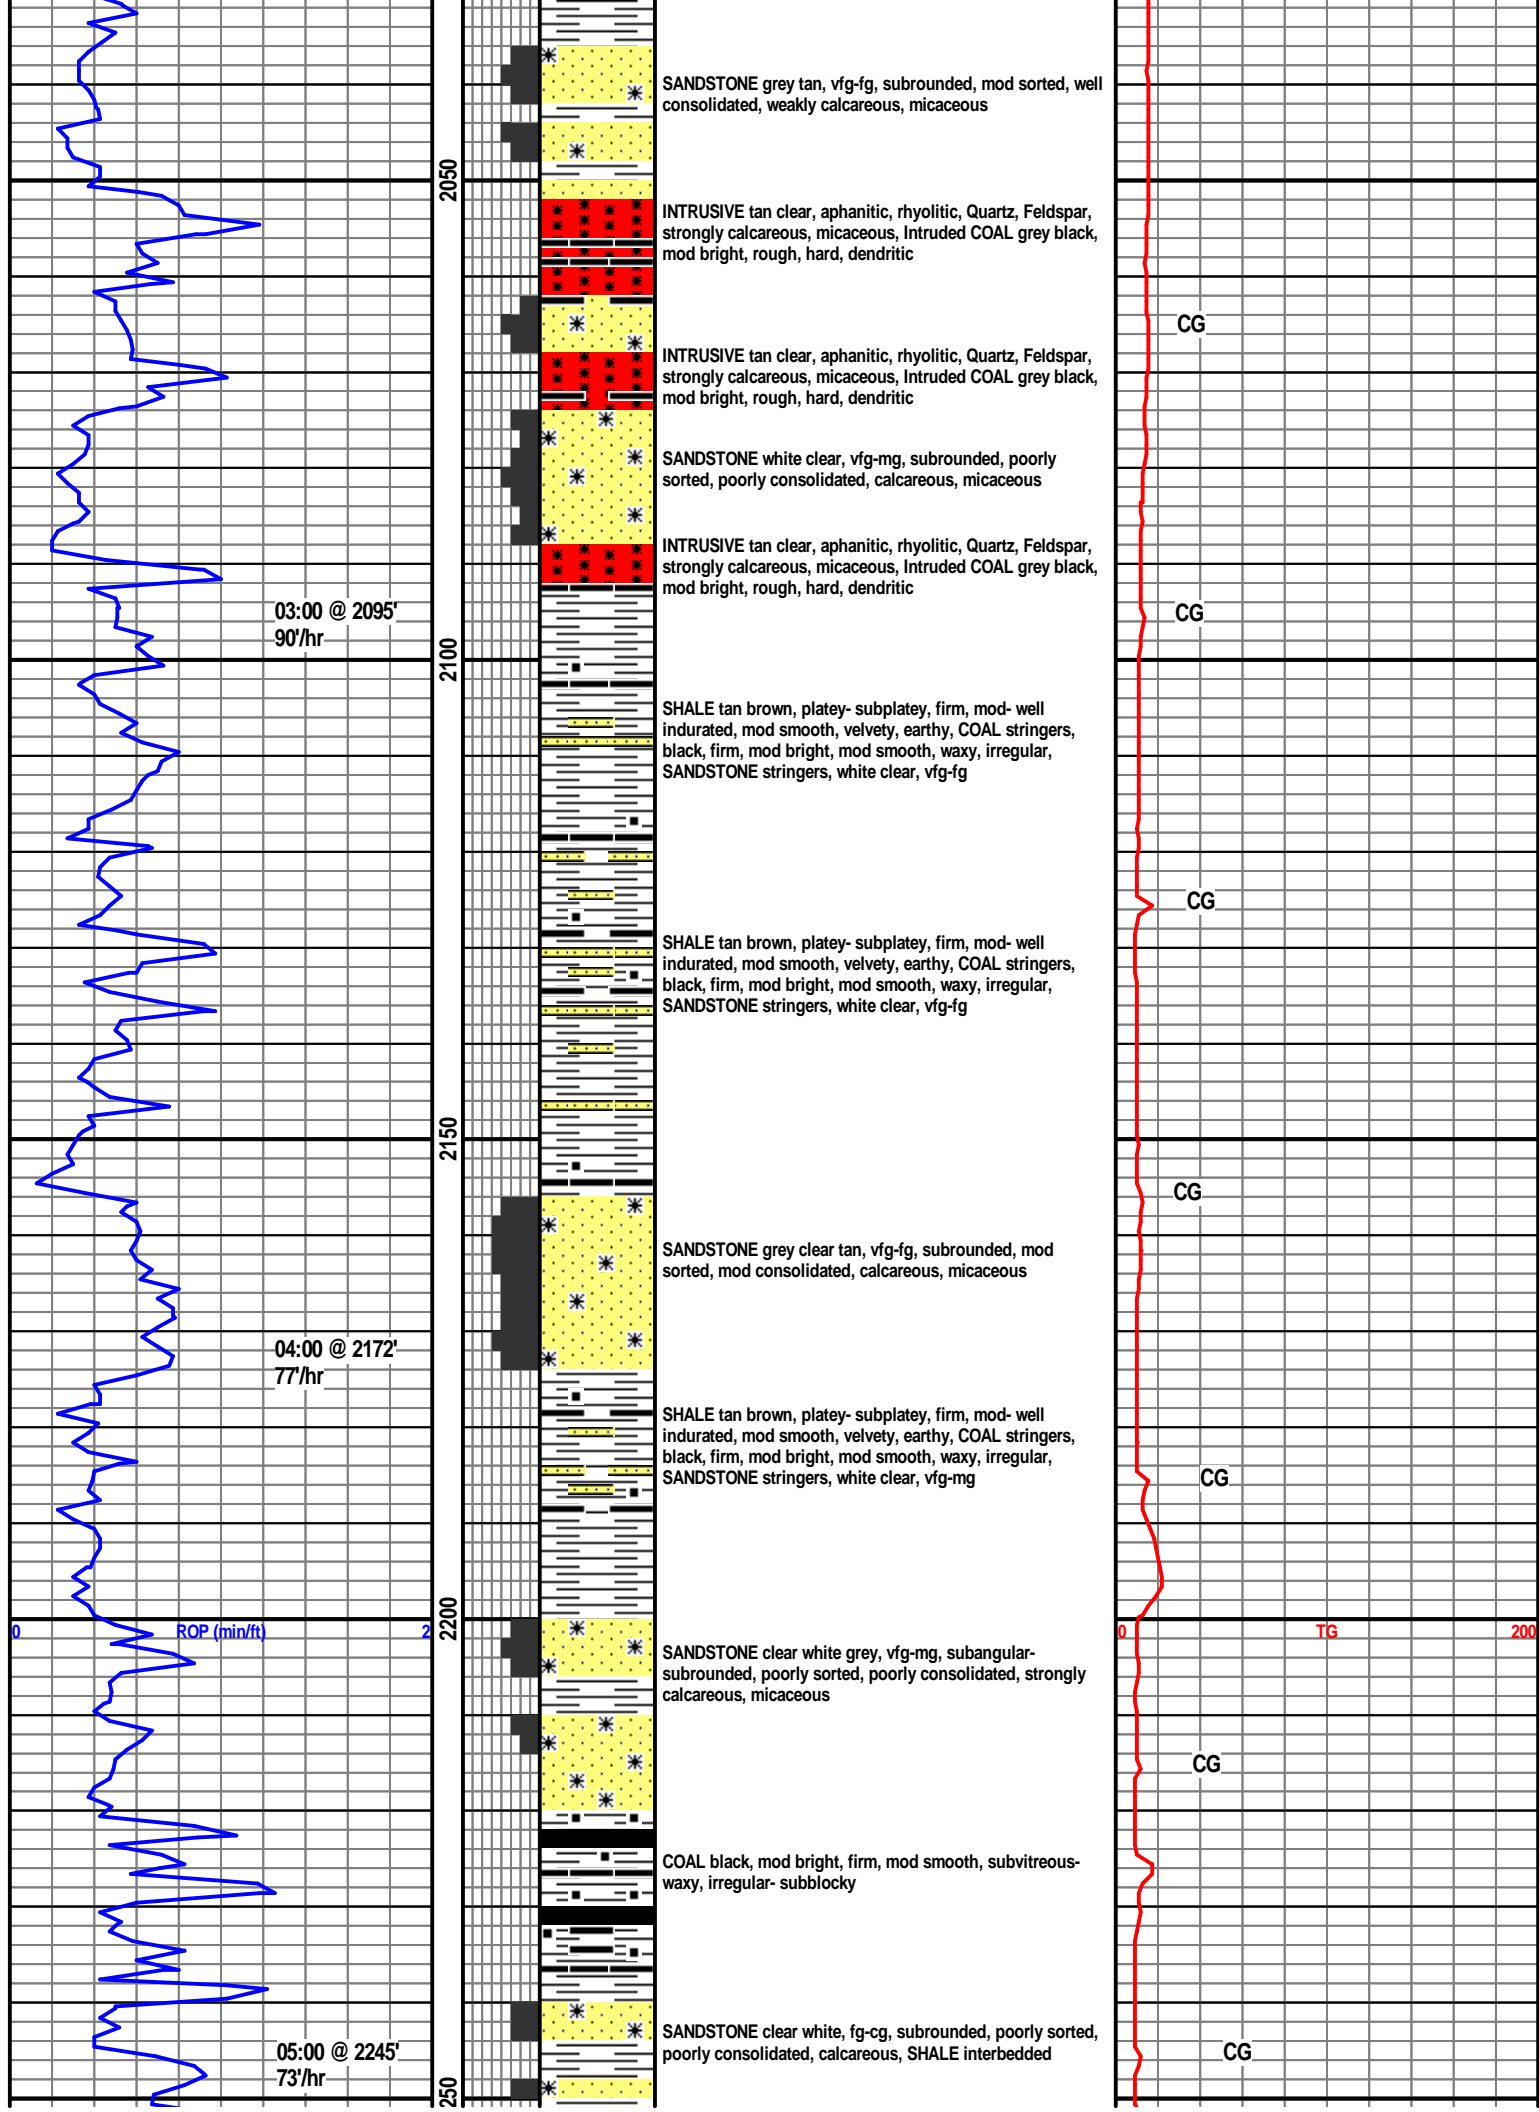 SANDSTONE grey tan, vfg-fg, subrounded, mod sorted, well
consolidated, weakly calcareous, micaceous
2050
INTRUSIVE tan clear, aphanitic, rhyolitic, Quartz, Feldspar,
strongly calcareous, micaceous, Intruded COAL grey black,
mod bright, rough, hard, dendritic
CG
INTRUSIVE tan clear, aphanitic, rhyolitic, Quartz, Feldspar,
strongly calcareous, micaceous, Intruded COAL grey black,
mod bright, rough, hard, dendritic
SANDSTONE white clear, vfg-mg, subrounded, poorly
sorted, poorly consolidated, calcareous, micaceous
INTRUSIVE tan clear, aphanitic, rhyolitic, Quartz, Feldspar,
strongly calcareous, micaceous, Intruded COAL grey black,
mod bright, rough, hard, dendritic
03:00 @ 2095'
90'/hr
CG
2100
SHALE tan brown, platey- subplatey, firm, mod- well
indurated, mod smooth, velvety, earthy, COAL stringers,
black, firm, mod bright, mod smooth, waxy, irregular,
SANDSTONE stringers, white clear, vfg-fg
CG
SHALE tan brown, platey- subplatey, firm, mod- well
indurated, mod smooth, velvety, earthy, COAL stringers,
black, firm, mod bright, mod smooth, waxy, irregular,
SANDSTONE stringers, white clear, vfg-fg
2150
CG
SANDSTONE grey clear tan, vfg-fg, subrounded, mod
sorted, mod consolidated, calcareous, micaceous
04:00 @ 2172'
77'/hr
SHALE tan brown, platey- subplatey, firm, mod- well
indurated, mod smooth, velvety, earthy, COAL stringers,
black, firm, mod bright, mod smooth, waxy, irregular,
SANDSTONE stringers, white clear, vfg-mg
CG
2200
0 ROP (min/ft) 2
0 TG 200
SANDSTONE clear white grey, vfg-mg, subangular-
subrounded, poorly sorted, poorly consolidated, strongly
calcareous, micaceous
CG
COAL black, mod bright, firm, mod smooth, subvitreous-
waxy, irregular- subblocky
SANDSTONE clear white, fg-cg, subrounded, poorly sorted,
poorly consolidated, calcareous, SHALE interbedded
05:00 @ 2245'
73'/hr
CG